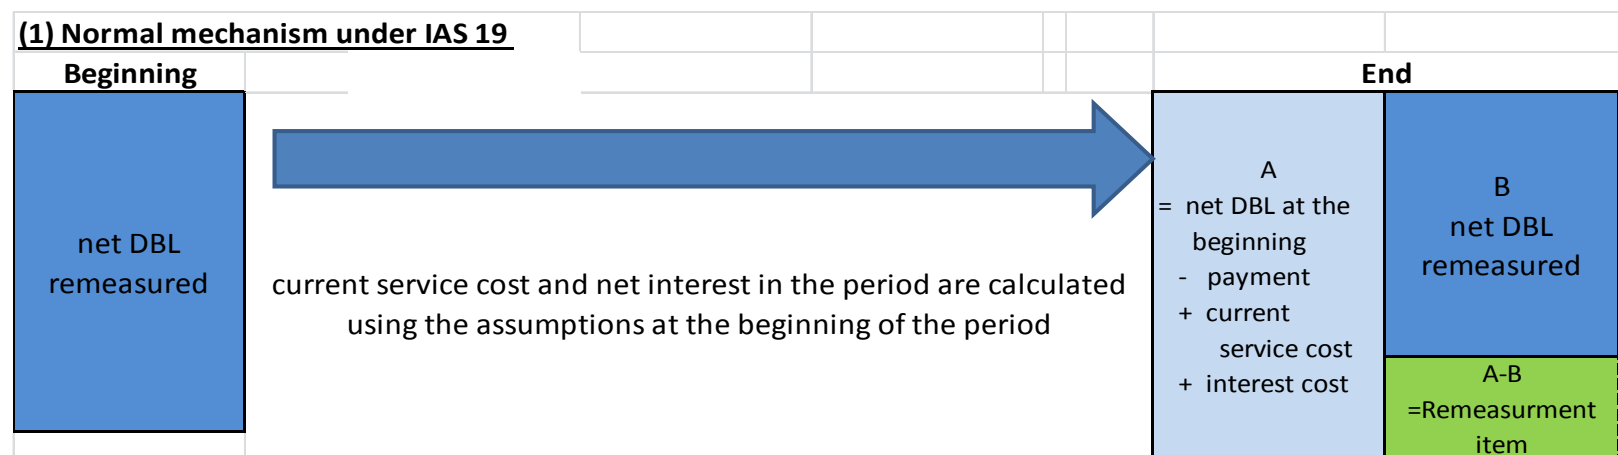 (1) Normal mechanism under IAS 19
Beginning
End
net DBL
remeasured
current service cost and net interest in the period are calculated
using the assumptions at the beginning of the period
A
= net DBL at the
beginning
- payment
+ current
service cost
+ interest cost
B
net DBL
remeasured
A-B
=Remeasurment
item